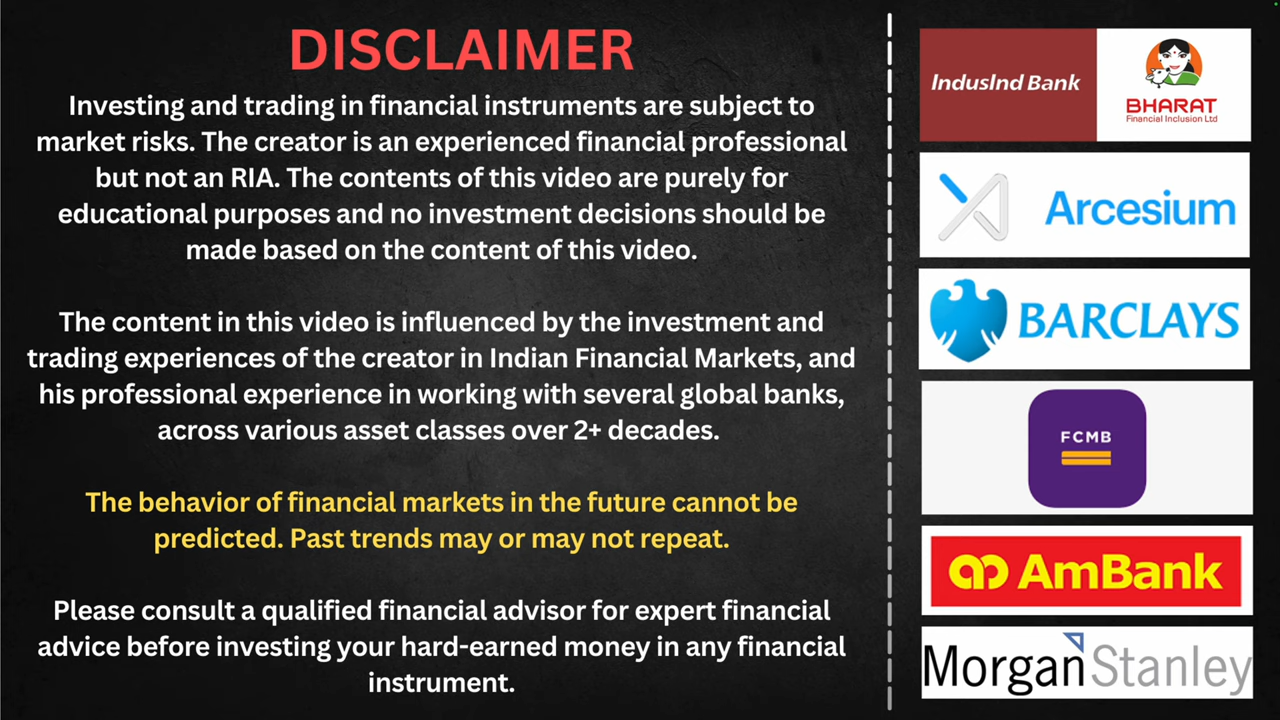 DISCLAIMER
Investing and trading in financial instruments are subject to
market risks. The creator is an experienced financial professional
but not an RIA. The contents of this video are purely for
educational purposes and no investment decisions should be
made based on the content of this video.
The content in this video is influenced by the investment and
trading experiences of the creator in Indian Financial Markets, and
his professional experience in working with several global banks,
across various asset classes over 2+ decades.
The behavior of financial markets in the future cannot be
predicted. Past trends may or may not repeat.
Please consult a qualified financial advisor for expert financial
advice before investing your hard-earned money in any financial
instrument.
IndusInd Bank
BHARAT
Financial Inclusion Ltd
Arcesium
BARCLAYS
FCMB
AmBank
Morgan Stanley